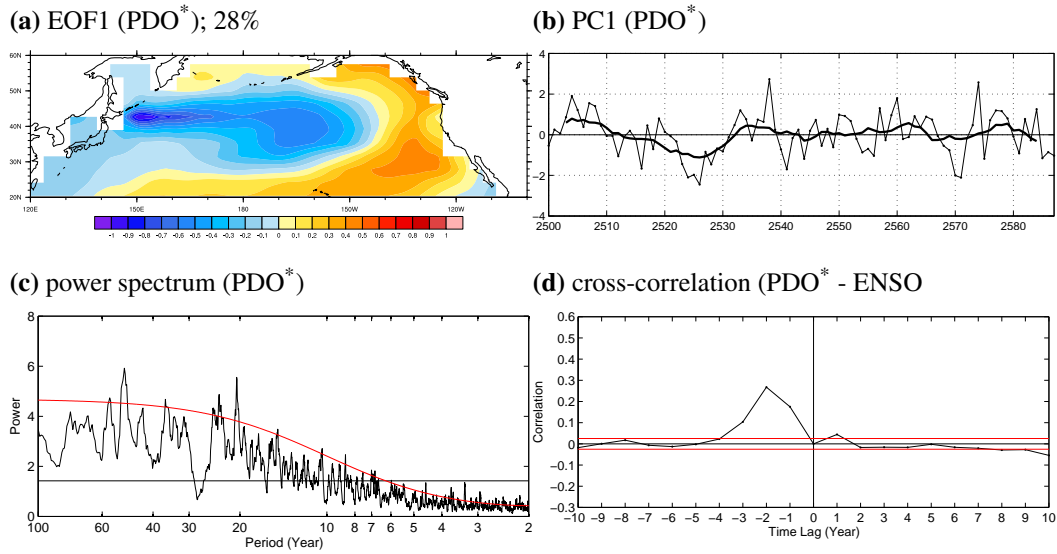 (a) EOF1 (PDO*); 28%
60N
50N
40N
30N
20N
120E 150E 180 150W 120W
-1 -0.9 -0.8 -0.7 -0.6 -0.5 -0.4 -0.3 -0.2 -0.1 0 0.1 0.2 0.3 0.4 0.5 0.6 0.7 0.8 0.9 1
(b) PC1 (PDO*)
4
2
0
−2
−4
2500 2510 2520 2530 2540 2550 2560 2570 2580
(c) power spectrum (PDO*)
8
6
4
2
0
Power
100 60 40 30 20 10 8 7 6 5 4 3 2
Period (Year)
(d) cross-correlation (PDO* - ENSO
0.6
0.5
0.4
0.3
0.2
0.1
0
−0.1
−0.2
−0.3
Correlation
−10 −9 −8 −7 −6 −5 −4 −3 −2 −1 0 1 2 3 4 5 6 7 8 9 10
Time Lag (Year)